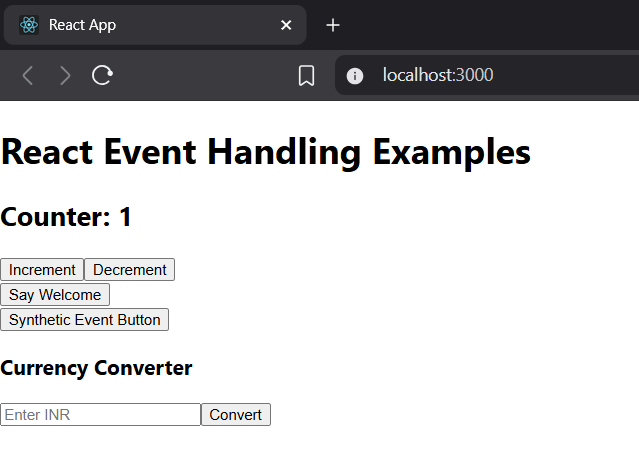 React App
localhost:3000
React Event Handling Examples
Counter: 1
Increment Decrement
Say Welcome
Synthetic Event Button
Currency Converter
Enter INR Convert